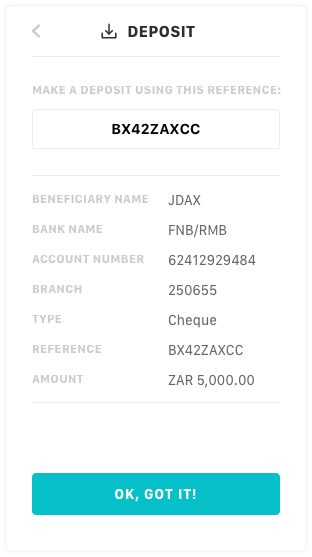 DEPOSIT
MAKE A DEPOSIT USING THIS REFERENCE:
BX42ZAXCC
BENEFICIARY NAME JDAX
BANK NAME FNB/RMB
ACCOUNT NUMBER 62412929484
BRANCH 250655
TYPE Cheque
REFERENCE BX42ZAXCC
AMOUNT ZAR 5,000.00
OK, GOT IT!